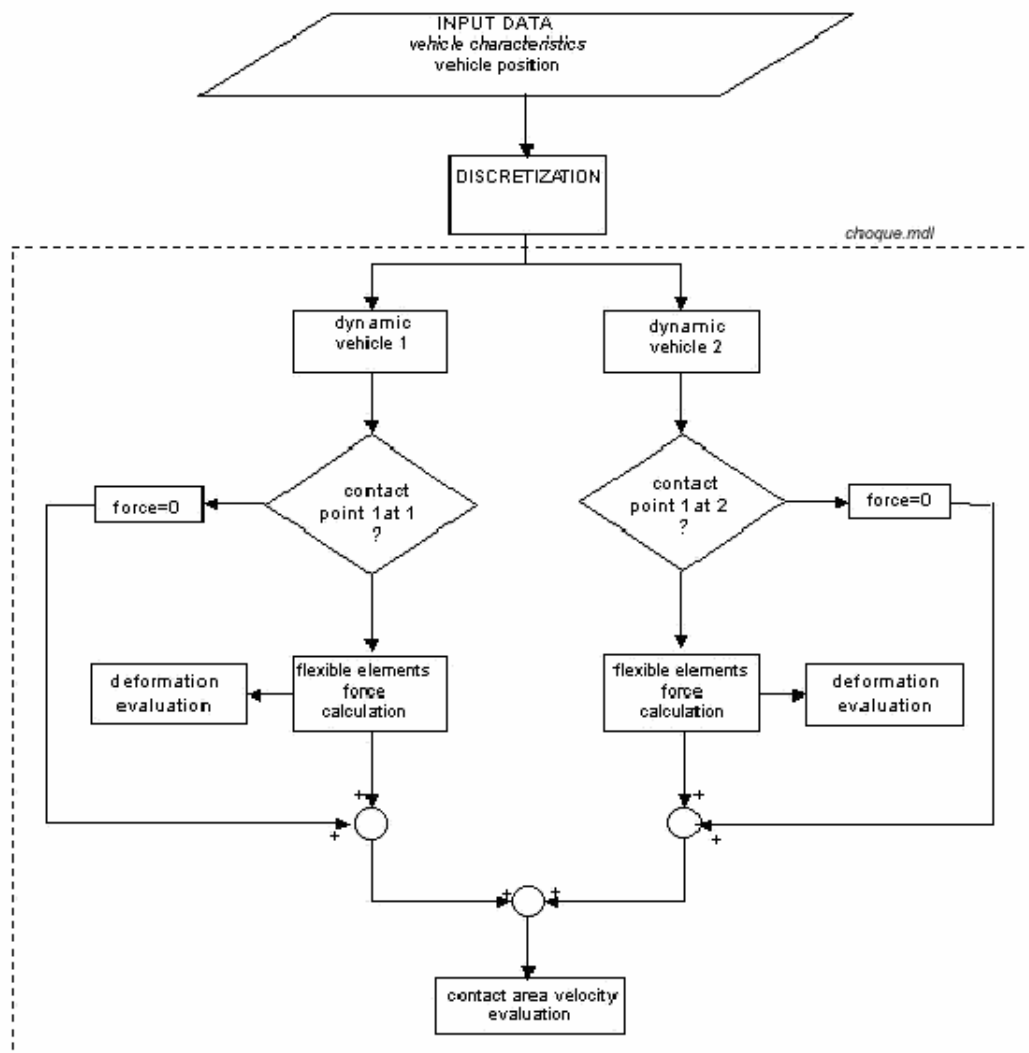 INPUT DATA
vehicle characteristics
vehicle position
DISCRETIZATION
choque.mdl
dynamic
vehicle 1
dynamic
vehicle 2
contact
point 1 at 1
?
contact
point 1 at 2
?
force=0
force=0
flexible elements
force
calculation
flexible elements
force
calculation
deformation
evaluation
deformation
evaluation
+
+
+
+
+
+
contact area velocity
evaluation